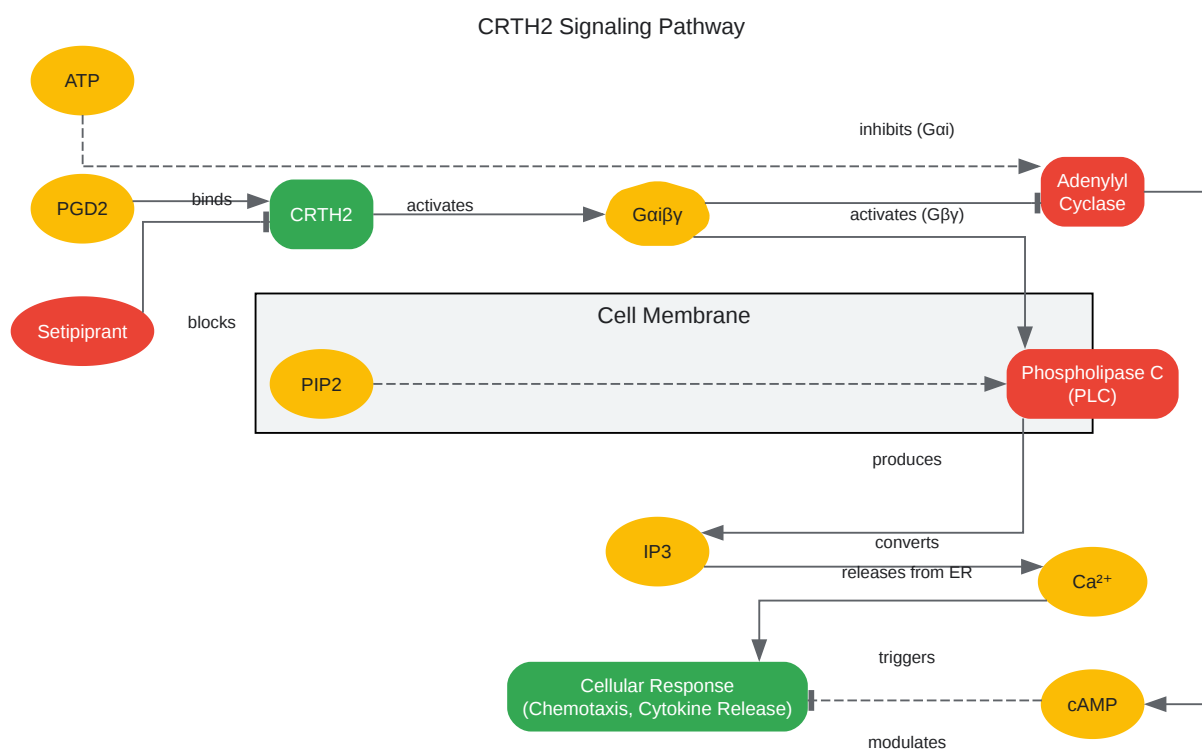 CRTH2 Signaling Pathway
ATP
inhibits (Gαi)
PGD2
binds
CRTH2
activates
Gαiβγ
activates (Gβγ)
Adenylyl
Cyclase
Setipiprant
blocks
Cell Membrane
PIP2
Phospholipase C
(PLC)
produces
IP3
converts
releases from ER
Ca²⁺
triggers
Cellular Response
(Chemotaxis, Cytokine Release)
cAMP
modulates